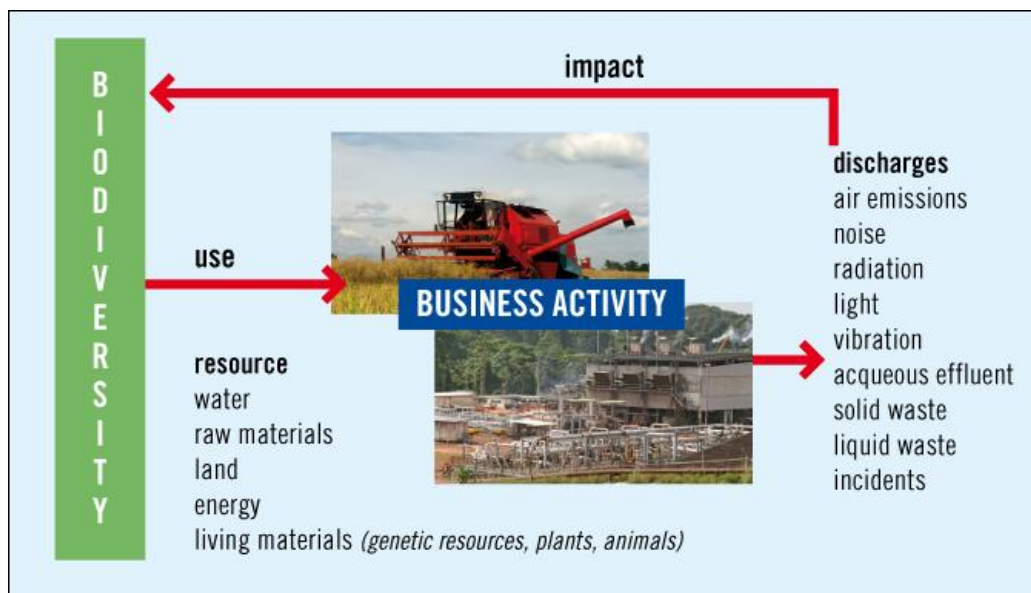 BIODIVERSITY
impact
use
BUSINESS ACTIVITY
resource
water
raw materials
land
energy
living materials (genetic resources, plants, animals)
discharges
air emissions
noise
radiation
light
vibration
acqueous effluent
solid waste
liquid waste
incidents